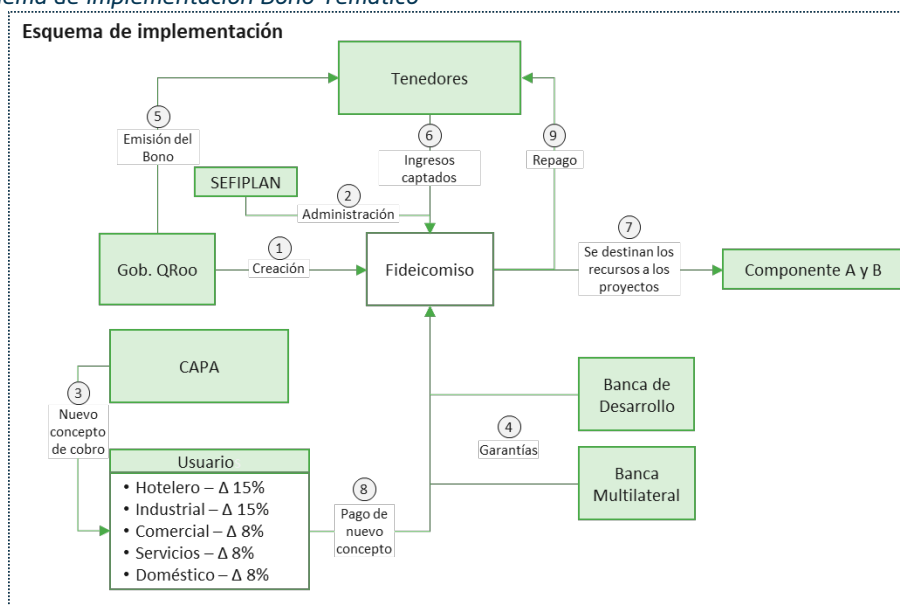 Esquema de implementación Bono Temático
Esquema de implementación
Tenedores
5
Emisión del
Bono
6
Ingresos
captados
9
Repago
SEFIPLAN
2
Administración
7
Se destinan los
recursos a los
proyectos
Gob. QRoo
1
Creación
Fideicomiso
Componente A y B
CAPA
3
Nuevo
concepto
de cobro
Banca de
Desarrollo
4
Garantías
Banca
Multilateral
Usuario
• Hotelero – Δ 15%
• Industrial – Δ 15%
• Comercial – Δ 8%
• Servicios – Δ 8%
• Doméstico – Δ 8%
8
Pago de
nuevo
concepto